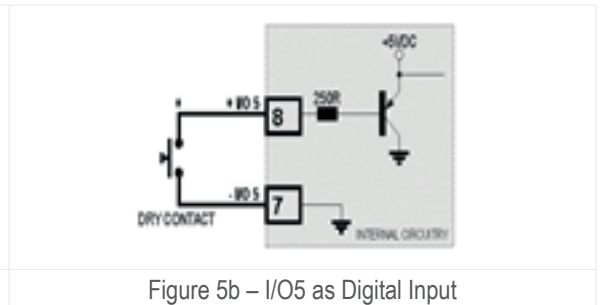 +5VDC
+ I/O 5
250R
8
- I/O 5
7
DRY CONTACT
INTERNAL CIRCUITRY
Figure 5b – I/O5 as Digital Input